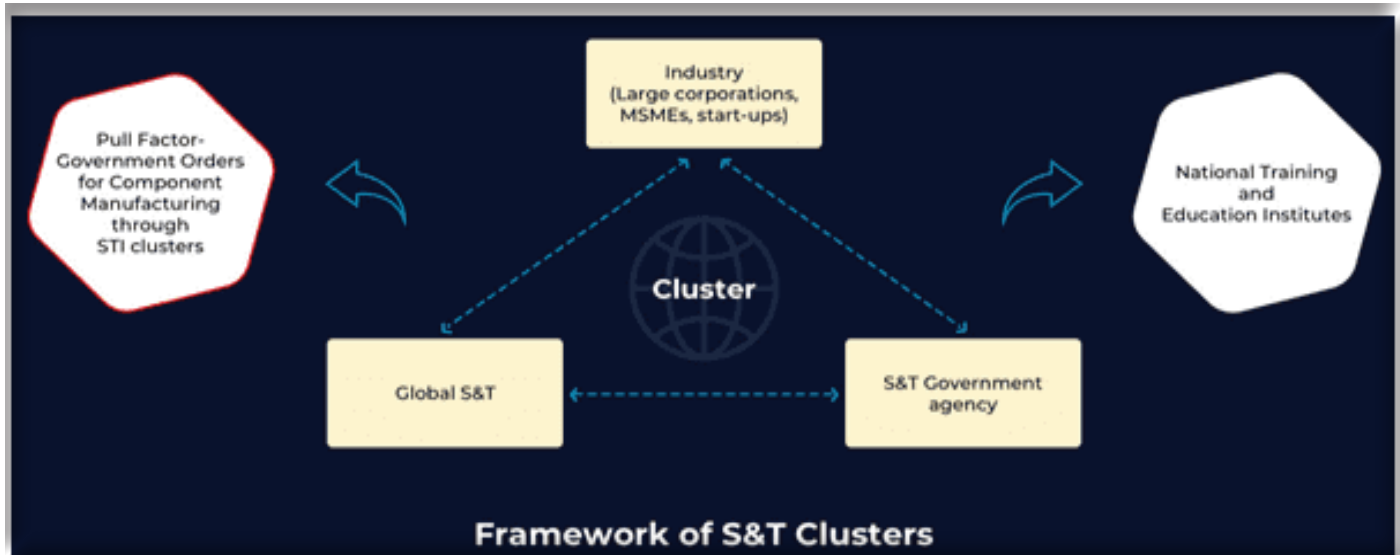 Industry
(Large corporations,
MSMEs, start-ups)
Pull Factor-
Government Orders
for Component
Manufacturing
through
STI clusters
National Training
and
Education Institutes
Cluster
Global S&T
S&T Government
agency
Framework of S&T Clusters